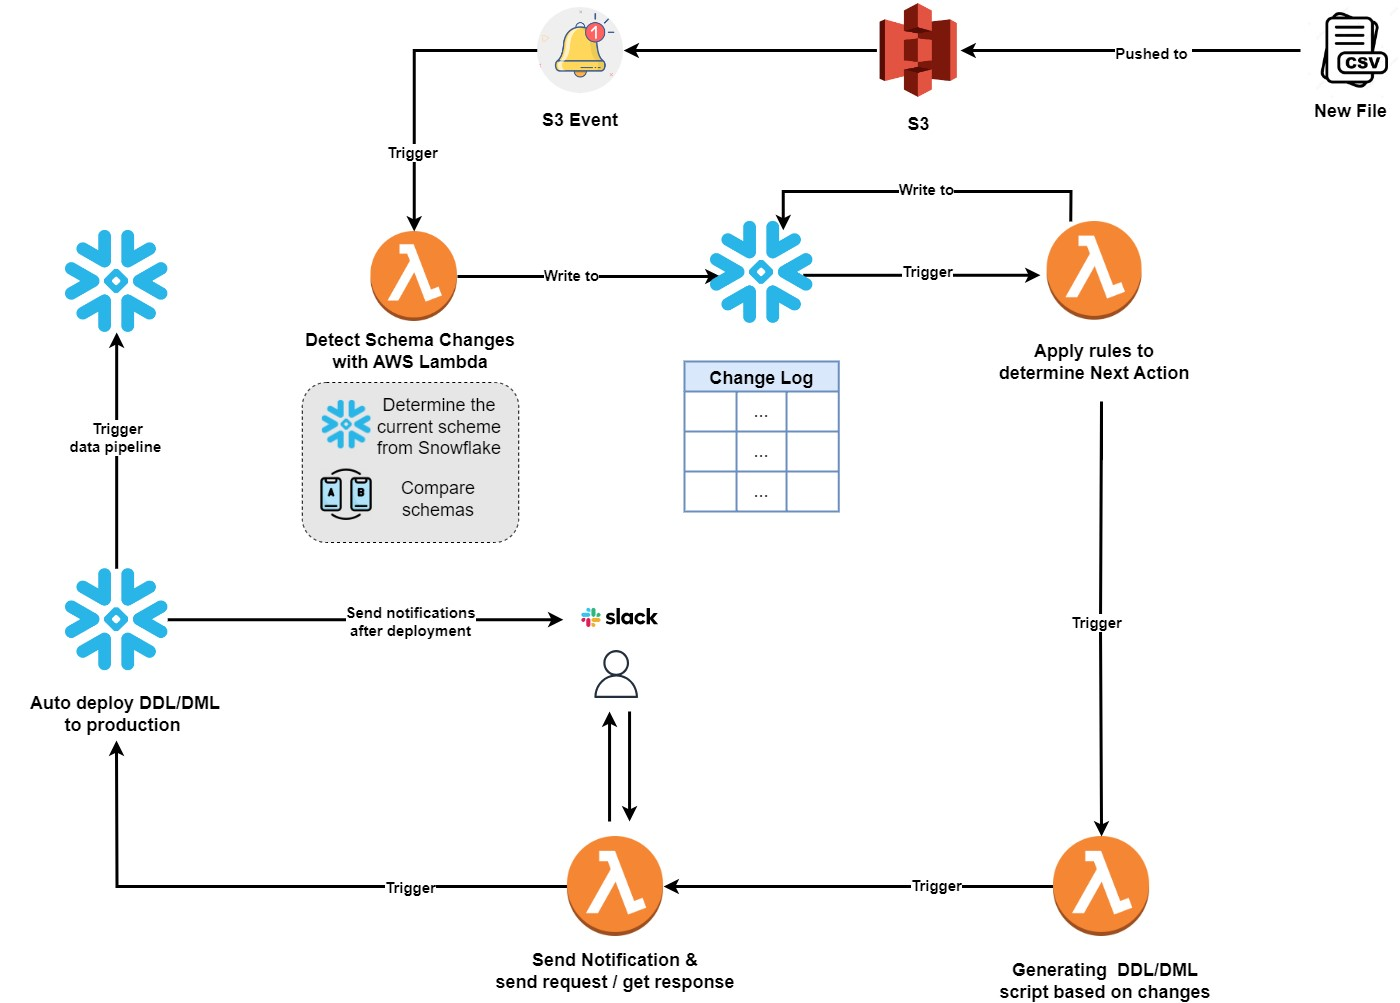 1
CSV
Pushed to
S3 Event
S3
New File
Trigger
Write to
Write to
Trigger
Detect Schema Changes
with AWS Lambda
Apply rules to
determine Next Action
Change Log
...
...
...
Determine the
current scheme
from Snowflake
A B
Compare
schemas
Trigger
data pipeline
Send notifications
after deployment
slack
Trigger
Auto deploy DDL/DML
to production
Trigger
Trigger
Send Notification &
send request / get response
Generating DDL/DML
script based on changes